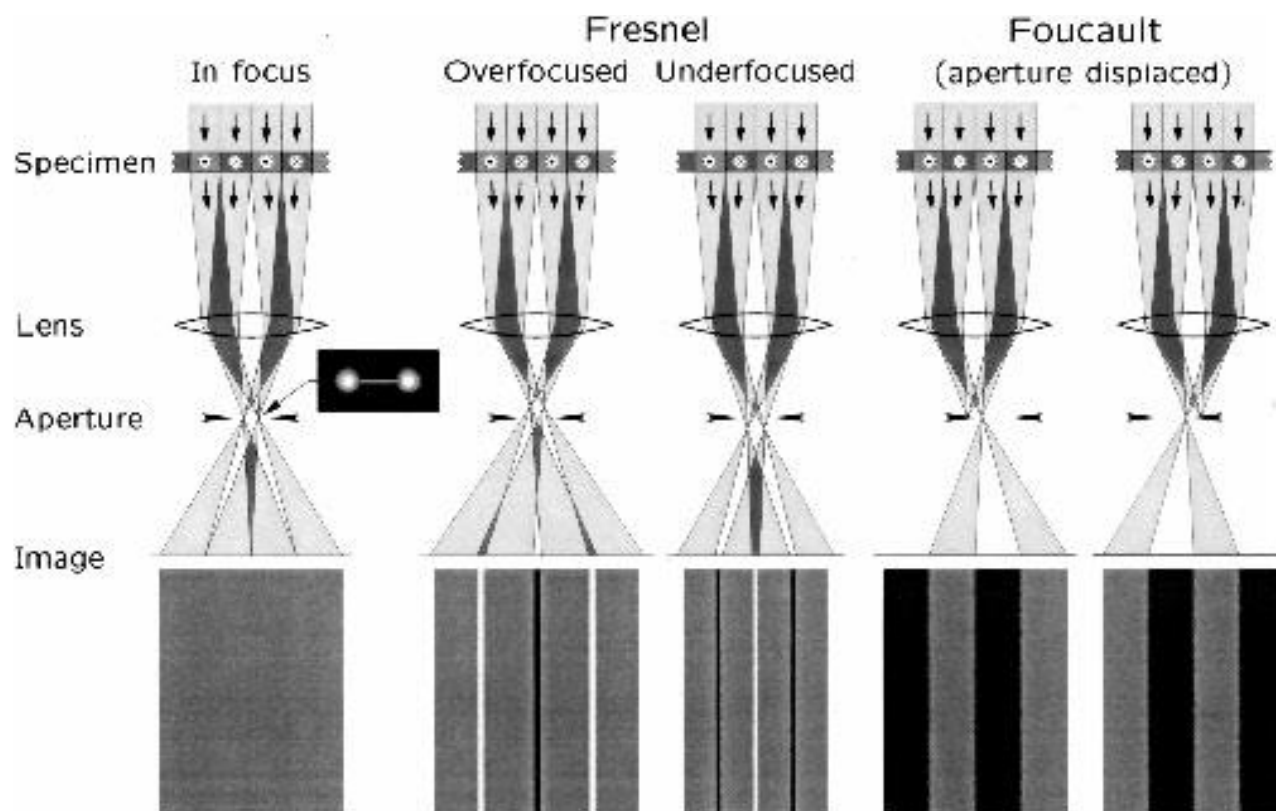 Fresnel
Foucault
In focus
Overfocused
Underfocused
(aperture displaced)
Specimen
Lens
Aperture
Image